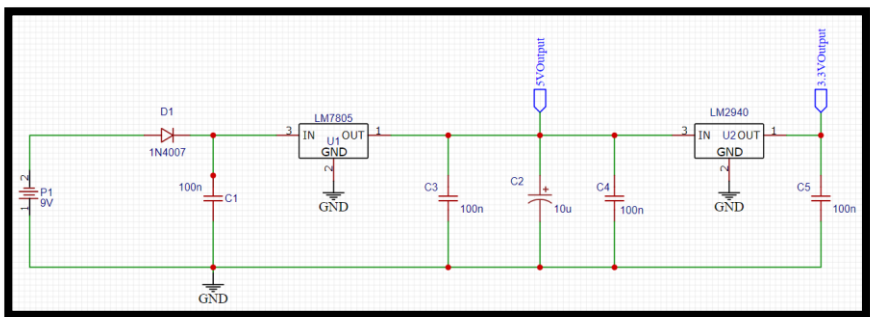 5VOutput
3.3VOutput
D1
1N4007
LM7805
3 IN OUT 1
U1
GND
2
GND
LM2940
3 IN U2 OUT 1
GND
2
GND
2
P1
9V
1
100n
C1
C3
100n
C2
+
10u
C4
100n
C5
100n
GND